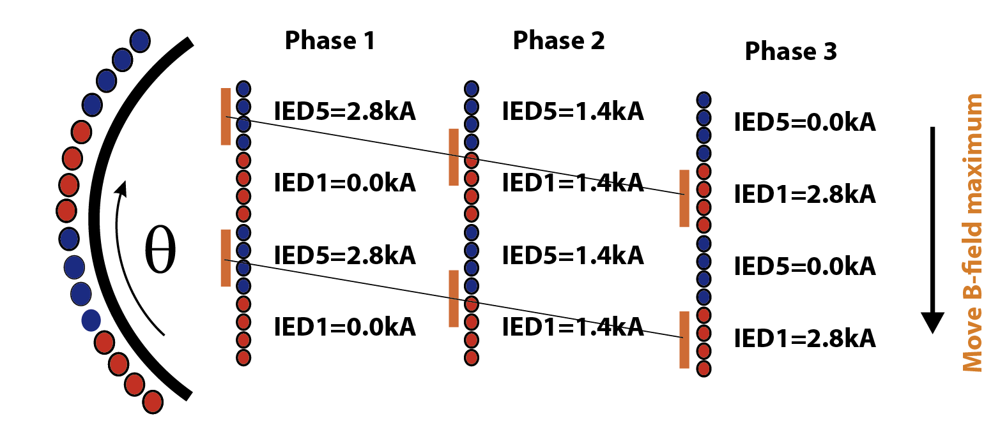 Phase 1
IED5=2.8kA
IED1=0.0kA
IED5=2.8kA
IED1=0.0kA
Phase 2
IED5=1.4kA
IED1=1.4kA
IED5=1.4kA
IED1=1.4kA
Phase 3
IED5=0.0kA
IED1=2.8kA
IED5=0.0kA
IED1=2.8kA
θ
Move B-field maximum